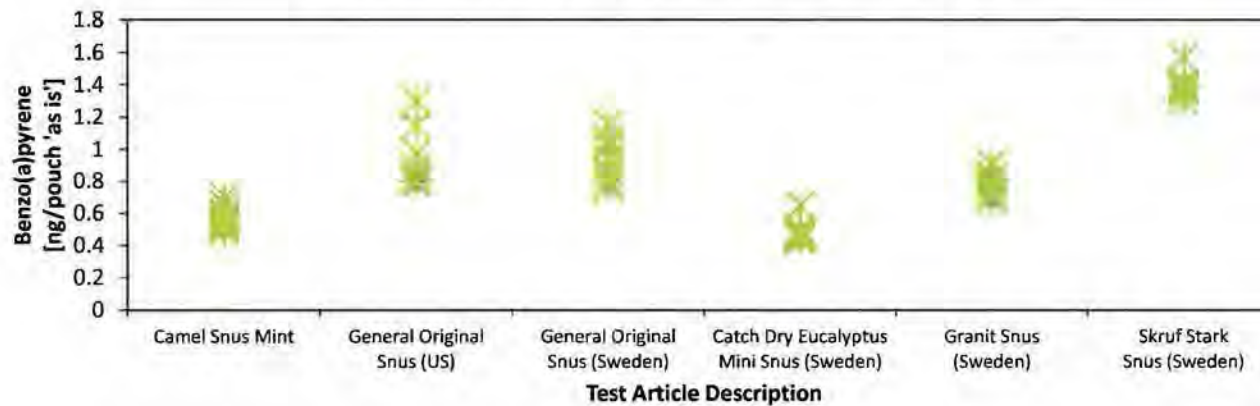 Benzo(a)pyrene
[ng/pouch 'as is']
1.8
1.6
1.4
1.2
1
0.8
0.6
0.4
0.2
0
Camel Snus Mint
General Original
Snus (US)
General Original
Snus (Sweden)
Catch Dry Eucalyptus
Mini Snus (Sweden)
Granit Snus
(Sweden)
Skruf Stark
Snus (Sweden)
Test Article Description